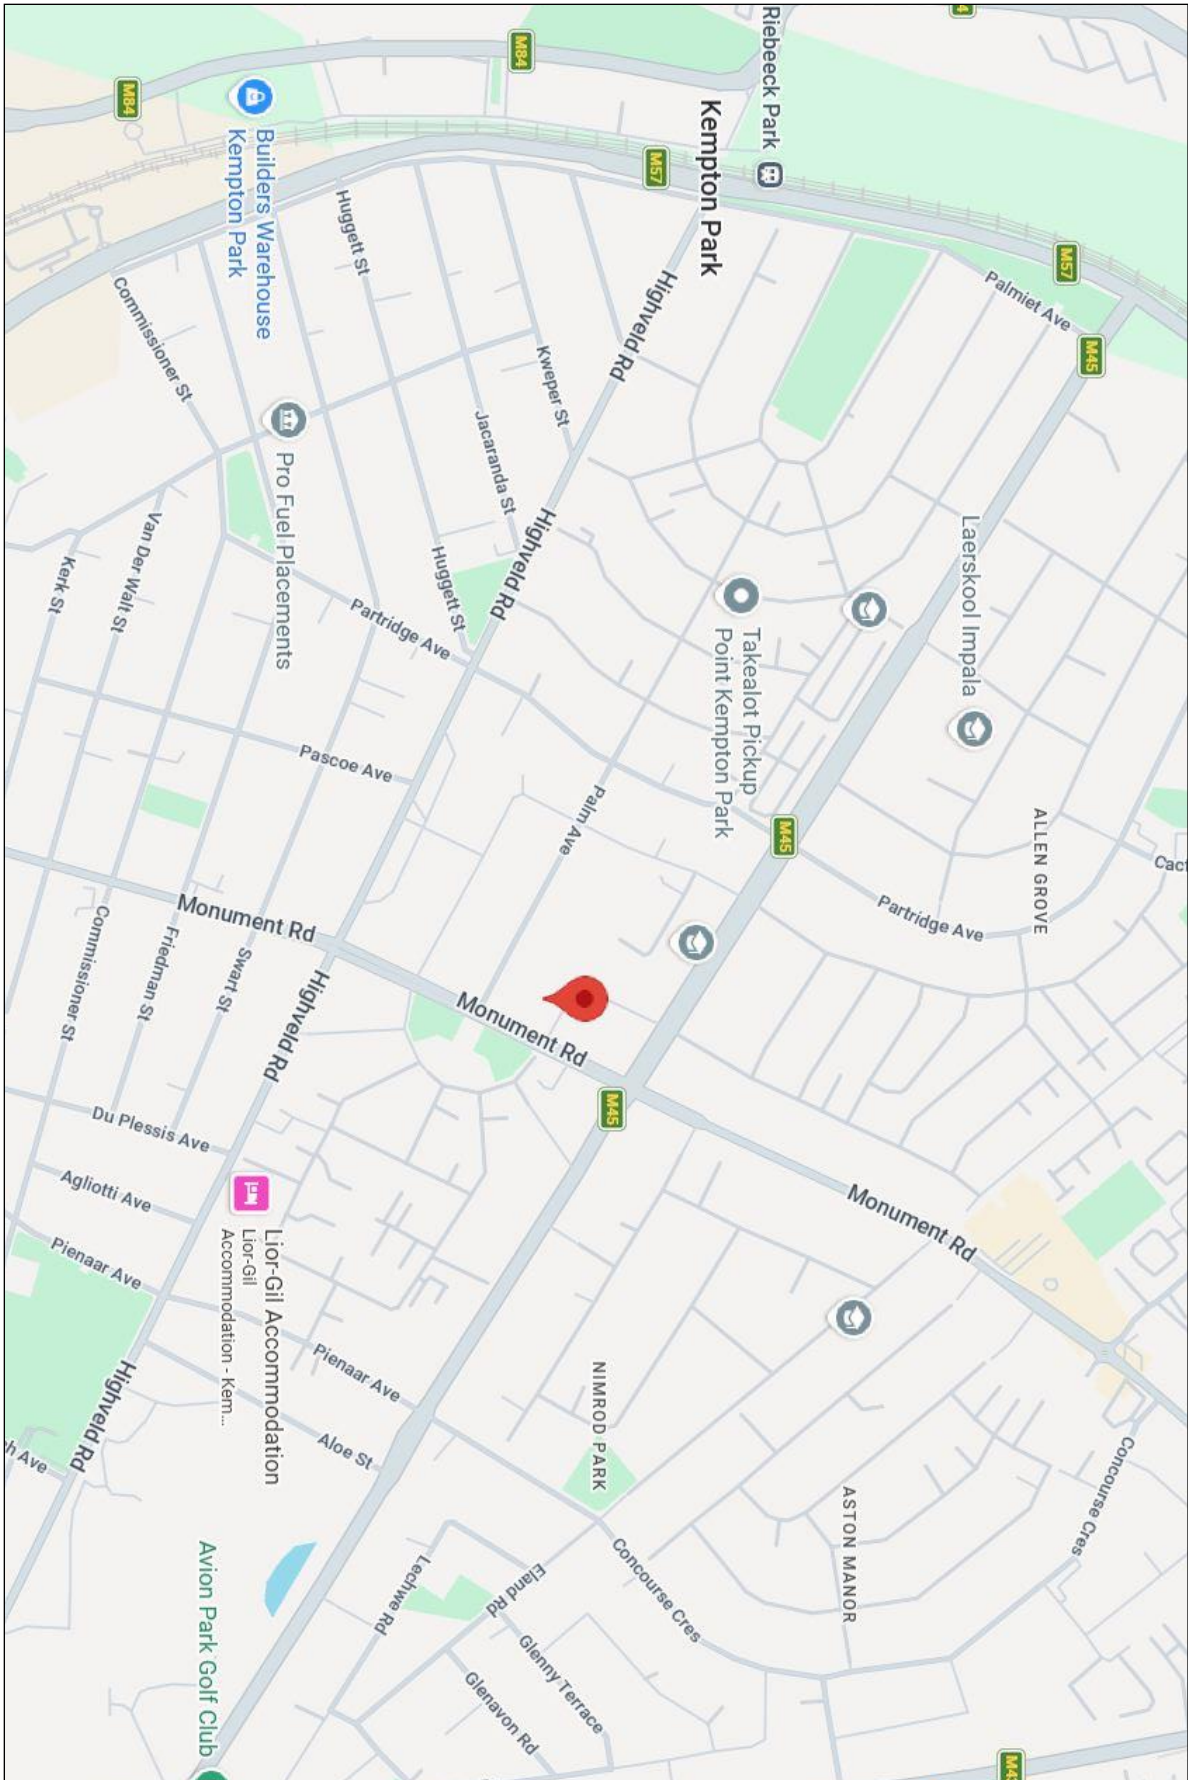 M84
M84
Riebeeck Park
Kempton Park
M57
M57
Builders Warehouse
Kempton Park
Huggett St
Commissioner St
Highveld Rd
Palmiet Ave
M45
Kweper St
Jacaranda St
Highveld Rd
Huggett St
Pro Fuel Placements
Van Der Walt St
Kerk St
Partridge Ave
Laerskool Impala
Takealot Pickup
Point Kempton Park
Pascoe Ave
Palm Ave
M45
ALLEN GROVE
Partridge Ave
Monument Rd
Commissioner St
Friedman St
Swart St
Highveld Rd
Monument Rd
M45
Du Plessis Ave
Agliotti Ave
Pienaar Ave
Monument Rd
Lior-Gil Accommodation
Lior-Gil
Accommodation - Kem...
Pienaar Ave
Aloe St
Highveld Rd
NIMROD PARK
ASTON MANOR
Concourse Cres
Concourse Cres
Lechwe Rd
Eland Rd
Glenny Terrace
Glenavon Rd
Avion Park Golf Club